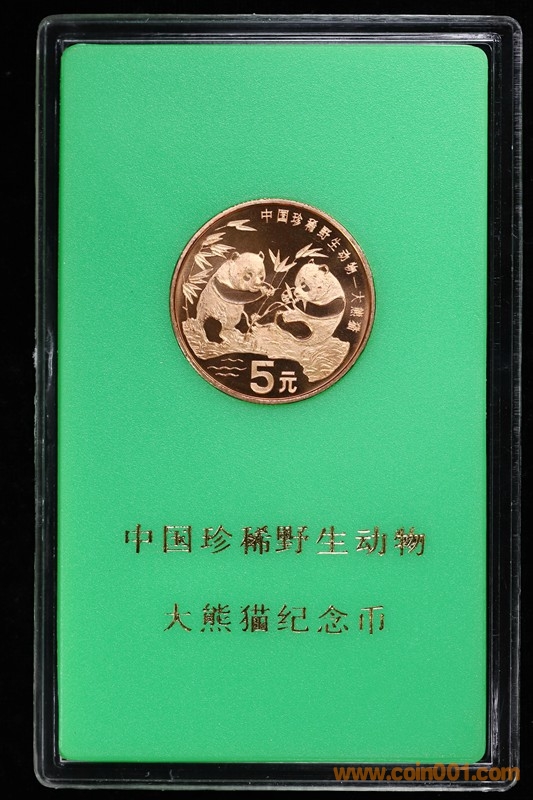 中国珍稀野生动物—大熊猫
5元
中国珍稀野生动物
大熊猫纪念币
www.coin001.com